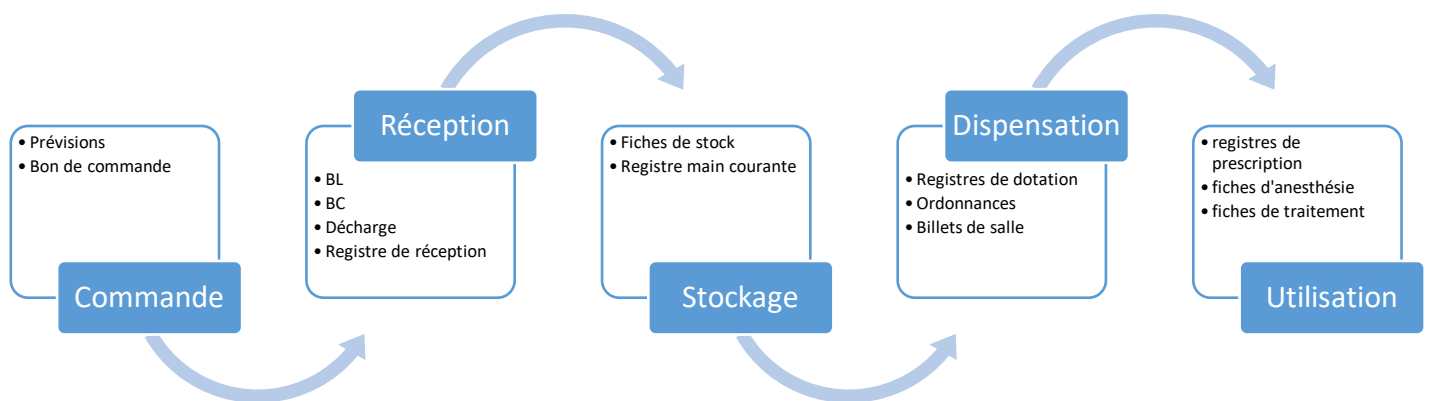 • Prévisions
• Bon de commande
Commande
Réception
• BL
• BC
• Décharge
• Registre de réception
• Fiches de stock
• Registre main courante
Stockage
Dispensation
• Registres de dotation
• Ordonnances
• Billets de salle
• registres de
prescription
• fiches d'anesthésie
• fiches de traitement
Utilisation